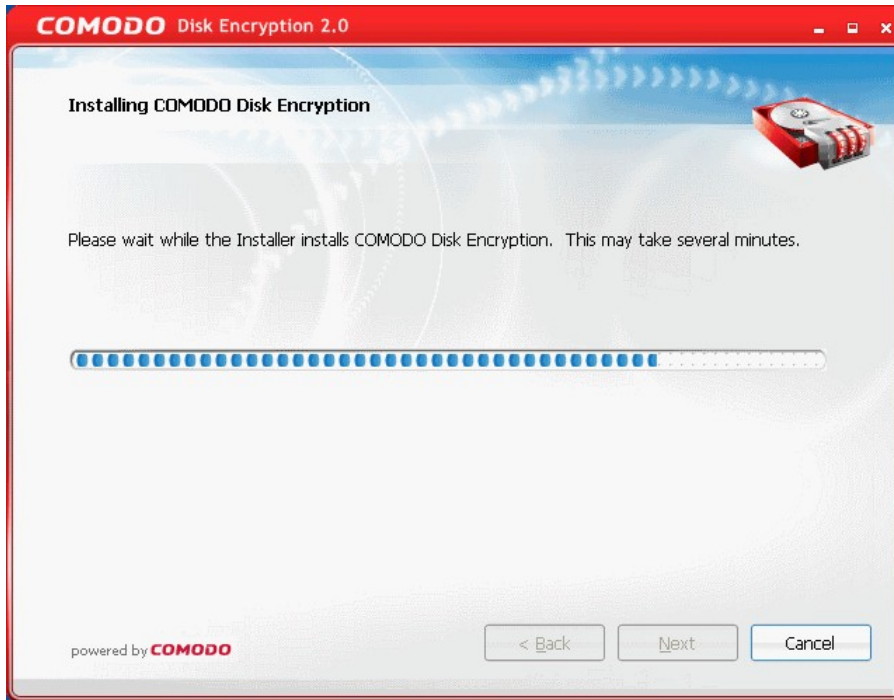 COMODO Disk Encryption 2.0
Installing COMODO Disk Encryption
Please wait while the Installer installs COMODO Disk Encryption. This may take several minutes.
powered by COMODO
< Back Next Cancel